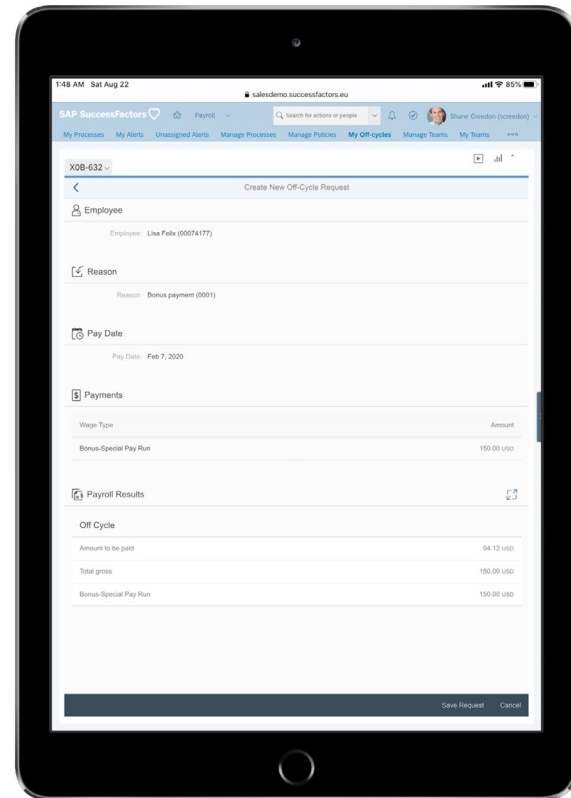 1:48 AM Sat Aug 22
85%
salesdemo.successfactors.eu
SAP SuccessFactors
Payroll
Search for actions or people
Shane Creedon (screedon)
My Processes My Alerts Unassigned Alerts Manage Processes Manage Policies My Off-cycles Manage Teams My Teams
X0B-632
Create New Off-Cycle Request
Employee
Employee: Lisa Felix (00074177)
Reason
Reason: Bonus payment (0001)
Pay Date
Pay Date: Feb 7, 2020
Payments
Wage Type Amount
Bonus-Special Pay Run 150.00 USD
Payroll Results
Off Cycle
Amount to be paid 94.12 USD
Total gross 150.00 USD
Bonus-Special Pay Run 150.00 USD
Save Request Cancel